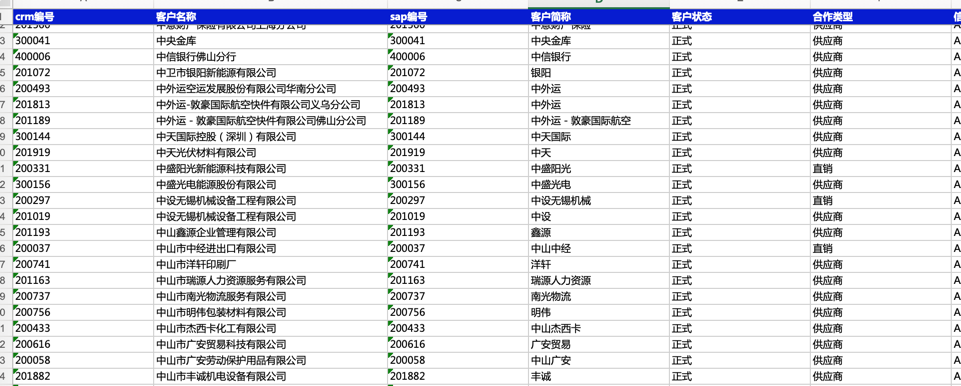 crm编号 客户名称 sap编号 客户简称 客户状态 合作类型
300041 中央金库 300041 中央金库 正式 供应商 A
400006 中信银行佛山分行 400006 中信银行 正式 供应商 A
201072 中卫市银阳新能源有限公司 201072 银阳 正式 供应商 A
200493 中外运空运发展股份有限公司华南分公司 200493 中外运 正式 供应商 A
201813 中外运-敦豪国际航空快件有限公司义乌分公司 201813 中外运 正式 供应商 A
201189 中外运－敦豪国际航空快件有限公司佛山分公司 201189 中外运－敦豪国际航空 正式 供应商 A
300144 中天国际控股（深圳）有限公司 300144 中天国际 正式 供应商 A
201919 中天光伏材料有限公司 201919 中天 正式 供应商 A
200331 中盛阳光新能源科技有限公司 200331 中盛阳光 正式 直销 A
300156 中盛光电能源股份有限公司 300156 中盛光电 正式 供应商 A
200297 中设无锡机械设备工程有限公司 200297 中设无锡机械 正式 直销 A
201019 中设无锡机械设备工程有限公司 201019 中设 正式 供应商 A
201193 中山鑫源企业管理有限公司 201193 鑫源 正式 供应商 A
200037 中山市中经进出口有限公司 200037 中山中经 正式 直销 A
200741 中山市洋轩印刷厂 200741 洋轩 正式 供应商 A
201163 中山市瑞源人力资源服务有限公司 201163 瑞源人力资源 正式 供应商 A
200737 中山市南光物流服务有限公司 200737 南光物流 正式 供应商 A
200756 中山市明伟包装材料有限公司 200756 明伟 正式 供应商 A
200433 中山市杰西卡化工有限公司 200433 中山杰西卡 正式 供应商 A
200616 中山市广安贸易科技有限公司 200616 广安贸易 正式 供应商 A
200058 中山市广安劳动保护用品有限公司 200058 中山广安 正式 供应商 A
201882 中山市丰诚机电设备有限公司 201882 丰诚 正式 供应商 A